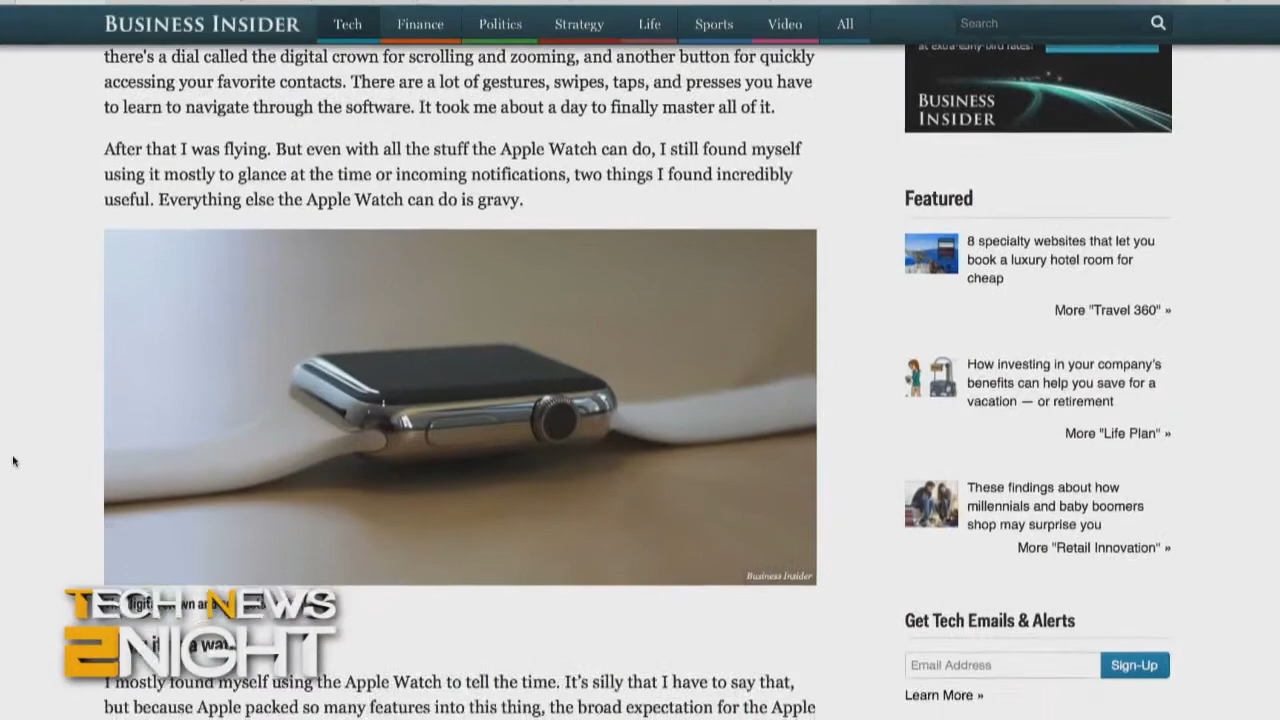 BUSINESS INSIDER
Tech
Finance
Politics
Strategy
Life
Sports
Video
All
Search
there's a dial called the digital crown for scrolling and zooming, and another button for quickly
accessing your favorite contacts. There are a lot of gestures, swipes, taps, and presses you have
to learn to navigate through the software. It took me about a day to finally master all of it.
After that I was flying. But even with all the stuff the Apple Watch can do, I still found myself
using it mostly to glance at the time or incoming notifications, two things I found incredibly
useful. Everything else the Apple Watch can do is gravy.
Business Insider
TECH NEWS
2NIGHT
I mostly found myself using the Apple Watch to tell the time. It's silly that I have to say that,
but because Apple packed so many features into this thing, the broad expectation for the Apple
at extra-early-bird rates!
BUSINESS
INSIDER
Featured
8 specialty websites that let you
book a luxury hotel room for
cheap
More "Travel 360" »
How investing in your company's
benefits can help you save for a
vacation — or retirement
More "Life Plan" »
These findings about how
millennials and baby boomers
shop may surprise you
More "Retail Innovation" »
Get Tech Emails & Alerts
Email Address
Sign-Up
Learn More »